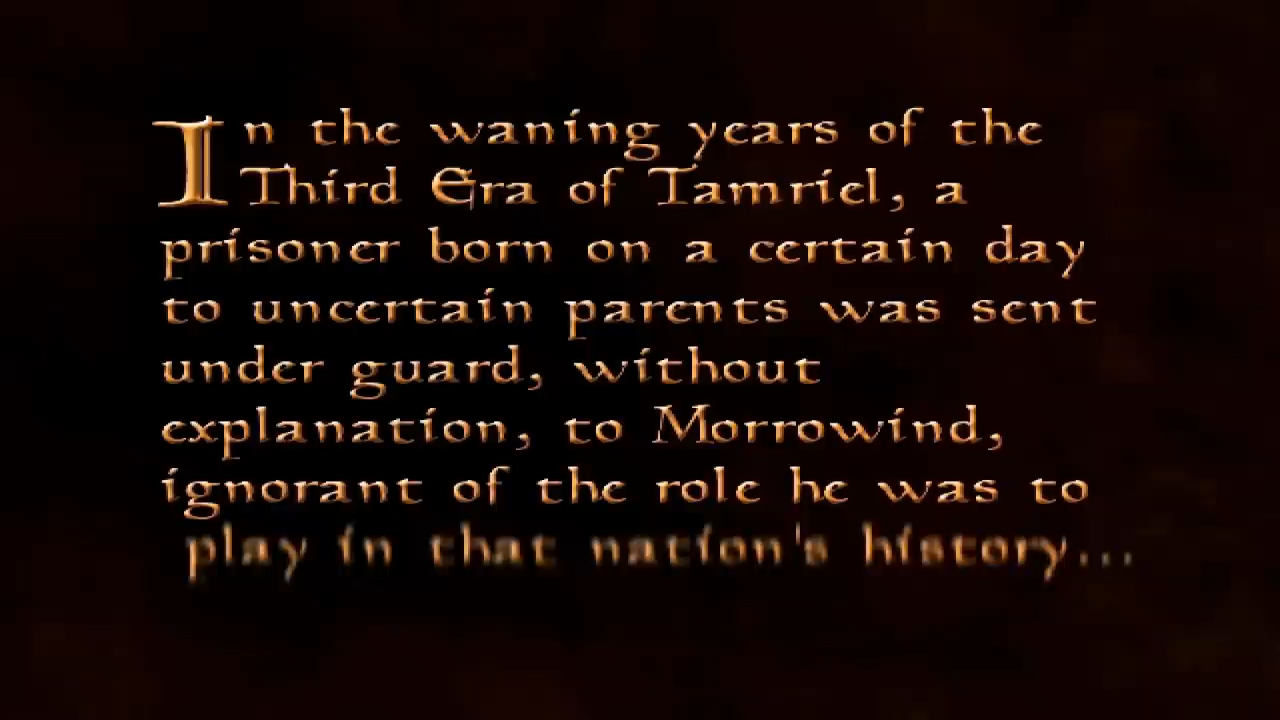 In the waning years of the
Third Era of Tamriel, a
prisoner born on a certain day
to uncertain parents was sent
under guard, without
explanation, to Morrowind,
ignorant of the role he was to
play in that nation's history...